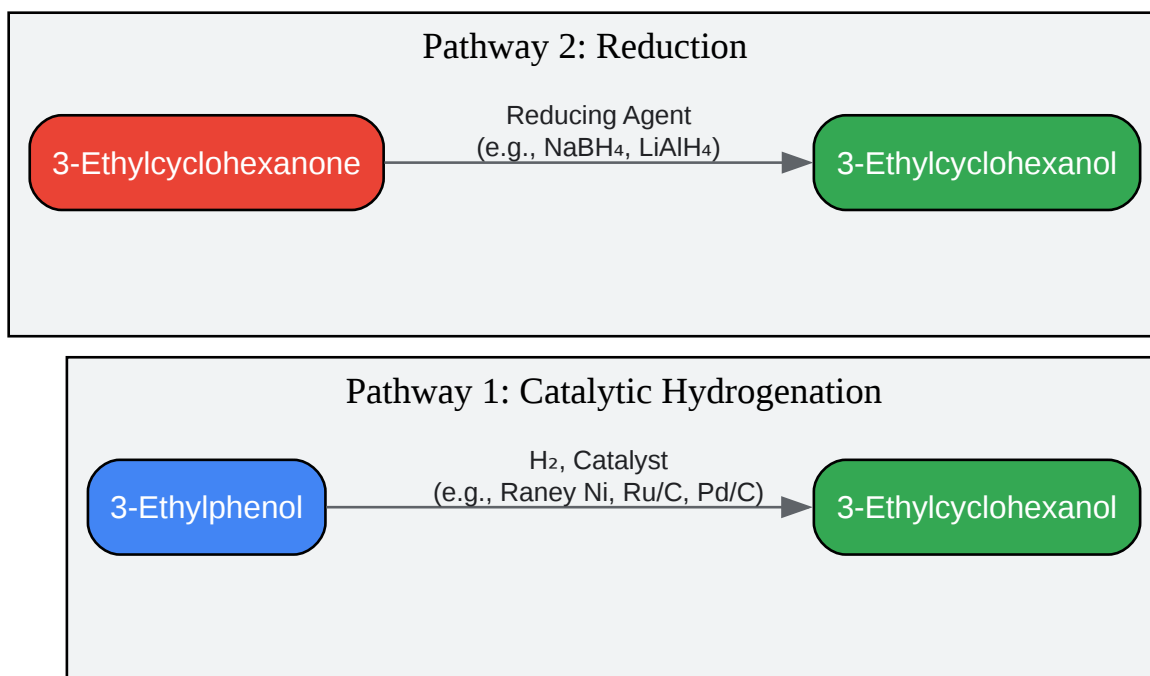 Pathway 2: Reduction
3-Ethylcyclohexanone
Reducing Agent
(e.g., NaBH₄, LiAlH₄)
3-Ethylcyclohexanol
Pathway 1: Catalytic Hydrogenation
3-Ethylphenol
H₂, Catalyst
(e.g., Raney Ni, Ru/C, Pd/C)
3-Ethylcyclohexanol